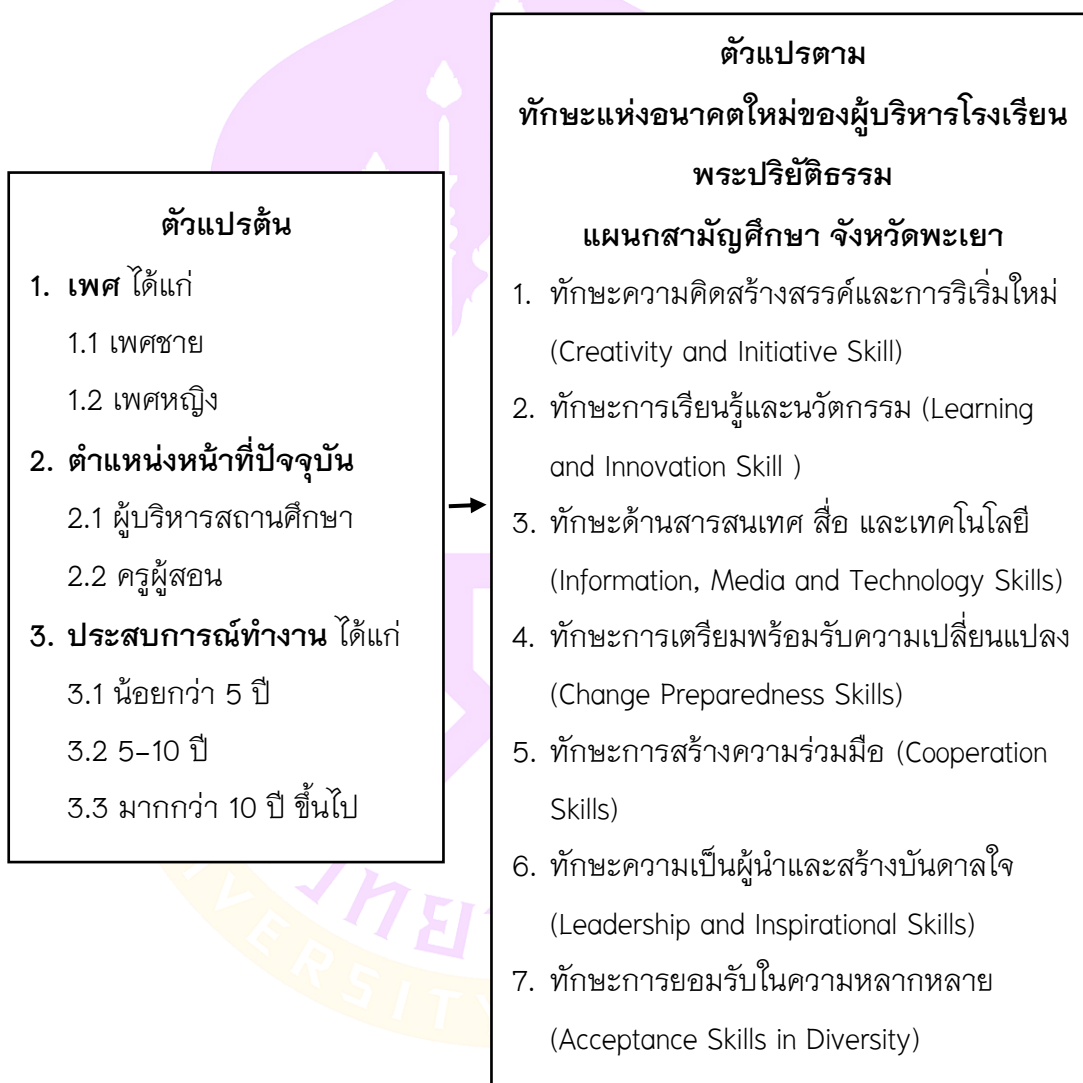 ตัวแปรต้น
1. เพศ ได้แก่
1.1 เพศชาย
1.2 เพศหญิง
2. ตำแหน่งหน้าที่ปัจจุบัน
2.1 ผู้บริหารสถานศึกษา
2.2 ครูผู้สอน
3. ประสบการณ์ทำงาน ได้แก่
3.1 น้อยกว่า 5 ปี
3.2 5–10 ปี
3.3 มากกว่า 10 ปี ขึ้นไป
ตัวแปรตาม
ทักษะแห่งอนาคตใหม่ของผู้บริหารโรงเรียน
พระปริยัติธรรม
แผนกสามัญศึกษา จังหวัดพะเยา
1. ทักษะความคิดสร้างสรรค์และการริเริ่มใหม่
(Creativity and Initiative Skill)
2. ทักษะการเรียนรู้และนวัตกรรม (Learning
and Innovation Skill )
3. ทักษะด้านสารสนเทศ สื่อ และเทคโนโลยี
(Information, Media and Technology Skills)
4. ทักษะการเตรียมพร้อมรับความเปลี่ยนแปลง
(Change Preparedness Skills)
5. ทักษะการสร้างความร่วมมือ (Cooperation
Skills)
6. ทักษะความเป็นผู้นำและสร้างบันดาลใจ
(Leadership and Inspirational Skills)
7. ทักษะการยอมรับในความหลากหลาย
(Acceptance Skills in Diversity)